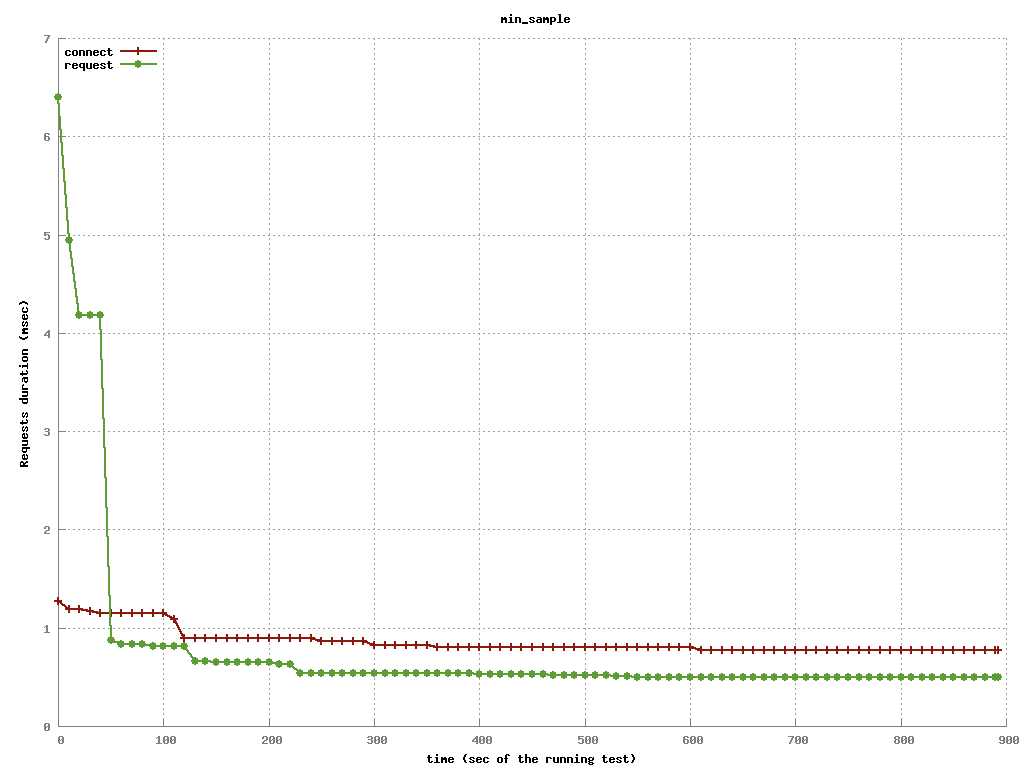 min_sample
connect
request
7
6
5
4
3
2
1
0
Requests duration (msec)
0 100 200 300 400 500 600 700 800 900
time (sec of the running test)